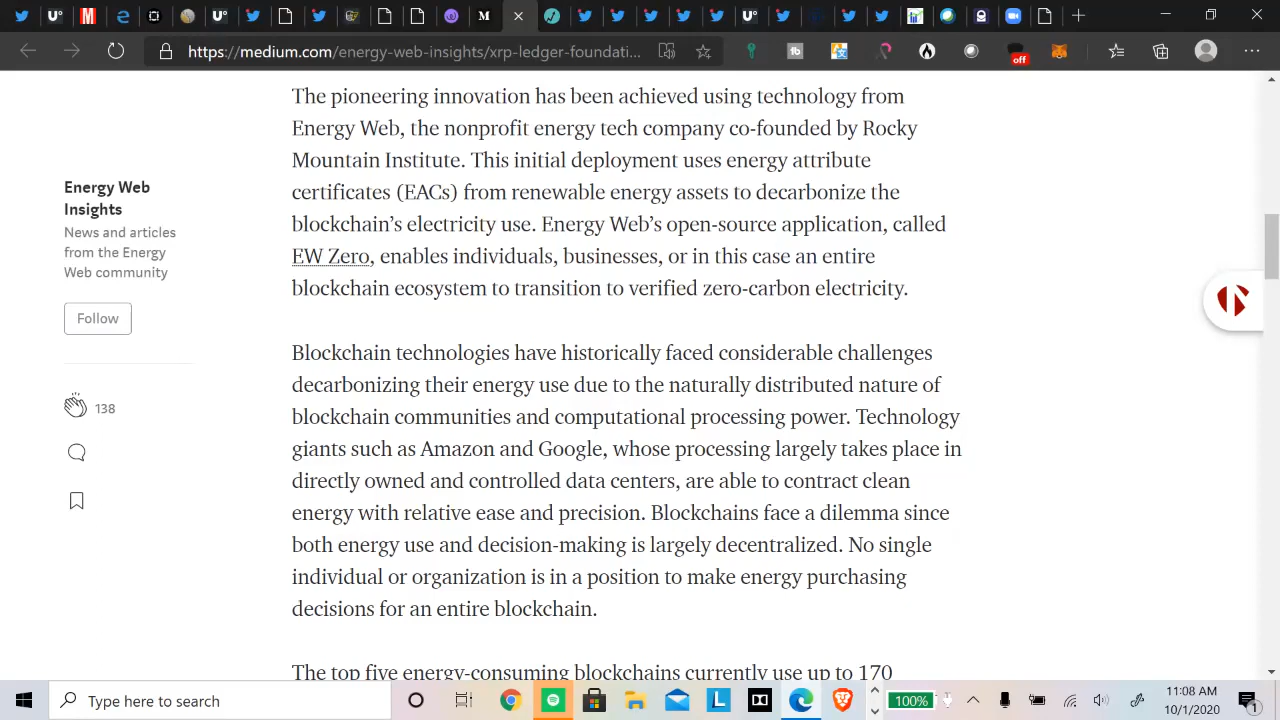 https://medium.com/energy-web-insights/xrp-ledger-foundati...
off
The pioneering innovation has been achieved using technology from
Energy Web, the nonprofit energy tech company co-founded by Rocky
Mountain Institute. This initial deployment uses energy attribute
certificates (EACs) from renewable energy assets to decarbonize the
blockchain’s electricity use. Energy Web’s open-source application, called
EW Zero, enables individuals, businesses, or in this case an entire
blockchain ecosystem to transition to verified zero-carbon electricity.
Energy Web
Insights
News and articles
from the Energy
Web community
Follow
138
Blockchain technologies have historically faced considerable challenges
decarbonizing their energy use due to the naturally distributed nature of
blockchain communities and computational processing power. Technology
giants such as Amazon and Google, whose processing largely takes place in
directly owned and controlled data centers, are able to contract clean
energy with relative ease and precision. Blockchains face a dilemma since
both energy use and decision-making is largely decentralized. No single
individual or organization is in a position to make energy purchasing
decisions for an entire blockchain.
The top five energy-consuming blockchains currently use up to 170
Type here to search
100%
11:08 AM
10/1/2020
1